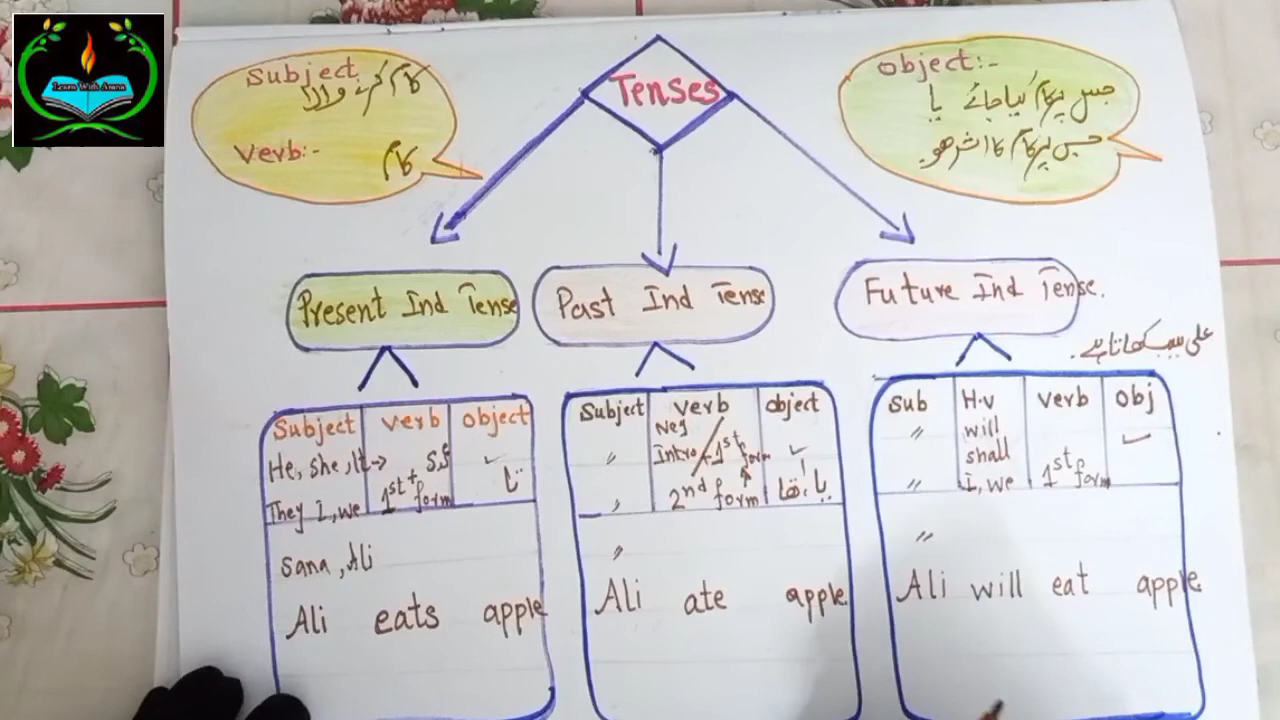 Learn With Amna
Tenses
Subject کام کرنے والا
Verb:- کام
Object:-
جس پر کام کیا جائے یا
جس پر کام کا اثر ھو۔
Present Ind Tense
Past Ind Tense
Future Ind Tense.
علی سیب کھاتا ہے۔
Subject verb object
He, she, It → ✓
They I, we 1st form تا
Sana, Ali
Ali eats apple
Subject verb object
〃 Neg
Intro → 1st form ✓
〃 2nd form یا، تھا
〃
Ali ate apple
Sub H.v verb Obj
〃 will ✓
shall
〃 I, we 1st form
〃
Ali will eat apple